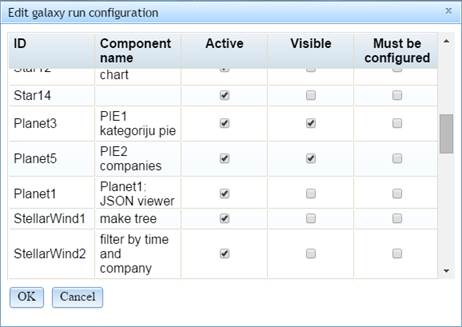 Edit galaxy run configuration
ID Component name Active Visible Must be configured
chart
Star14
Planet3 PIE1 kategoriju pie
Planet5 PIE2 companies
Planet1 Planet1: JSON viewer
StellarWind1 make tree
StellarWind2 filter by time and company
OK Cancel